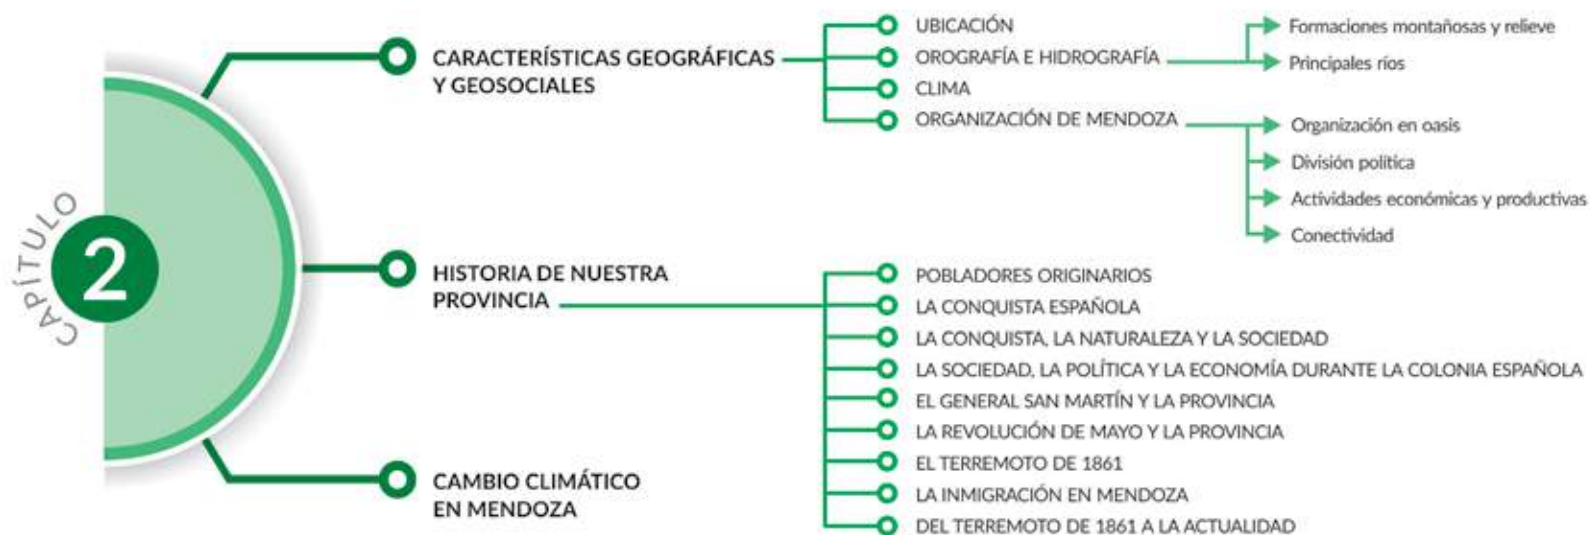 CAPÍTULO
2
CARACTERÍSTICAS GEOGRÁFICAS
Y GEOSOCIALES
UBICACIÓN
OROGRAFÍA E HIDROGRAFÍA
Formaciones montañosas y relieve
Principales ríos
CLIMA
ORGANIZACIÓN DE MENDOZA
Organización en oasis
División política
Actividades económicas y productivas
Conectividad
HISTORIA DE NUESTRA
PROVINCIA
POBLADORES ORIGINARIOS
LA CONQUISTA ESPAÑOLA
LA CONQUISTA, LA NATURALEZA Y LA SOCIEDAD
LA SOCIEDAD, LA POLÍTICA Y LA ECONOMÍA DURANTE LA COLONIA ESPAÑOLA
EL GENERAL SAN MARTÍN Y LA PROVINCIA
LA REVOLUCIÓN DE MAYO Y LA PROVINCIA
EL TERREMOTO DE 1861
LA INMIGRACIÓN EN MENDOZA
DEL TERREMOTO DE 1861 A LA ACTUALIDAD
CAMBIO CLIMÁTICO
EN MENDOZA